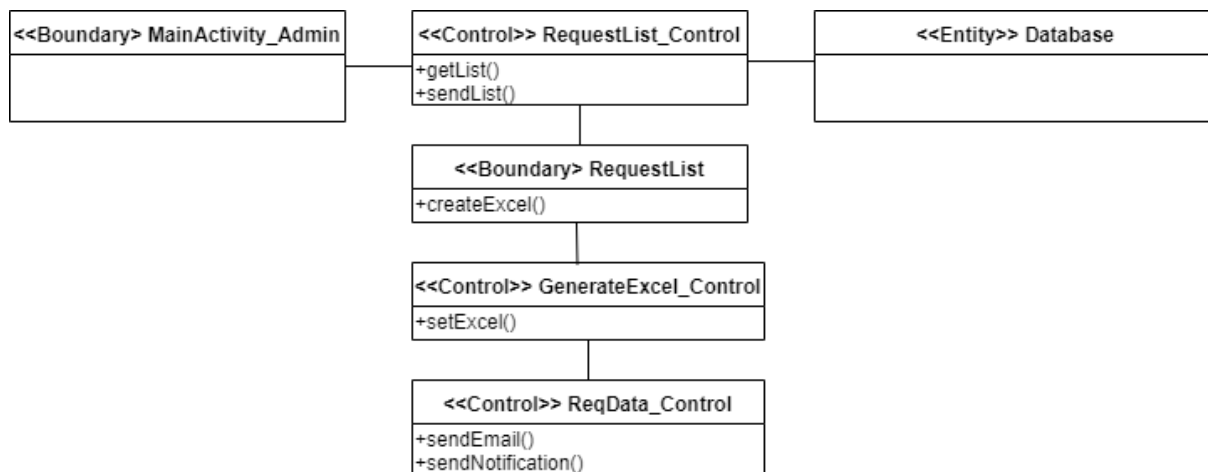 <<Boundary> MainActivity_Admin
<<Control>> RequestList_Control
+getList()
+sendList()
<<Entity>> Database
<<Boundary> RequestList
+createExcel()
<<Control>> GenerateExcel_Control
+setExcel()
<<Control>> ReqData_Control
+sendEmail()
+sendNotification()